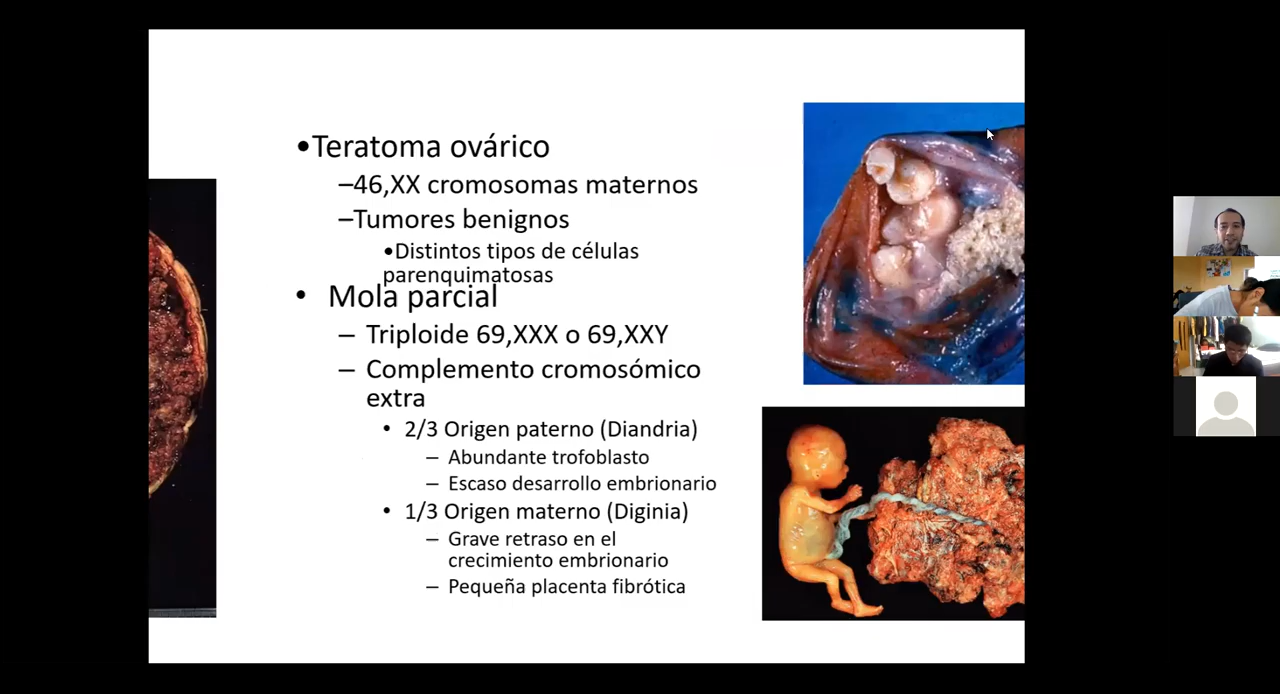 •Teratoma ovárico
–46,XX cromosomas maternos
–Tumores benignos
•Distintos tipos de células
parenquimatosas
• Mola parcial
– Triploide 69,XXX o 69,XXY
– Complemento cromosómico
extra
• 2/3 Origen paterno (Diandria)
– Abundante trofoblasto
– Escaso desarrollo embrionario
• 1/3 Origen materno (Diginia)
– Grave retraso en el
crecimiento embrionario
– Pequeña placenta fibrótica